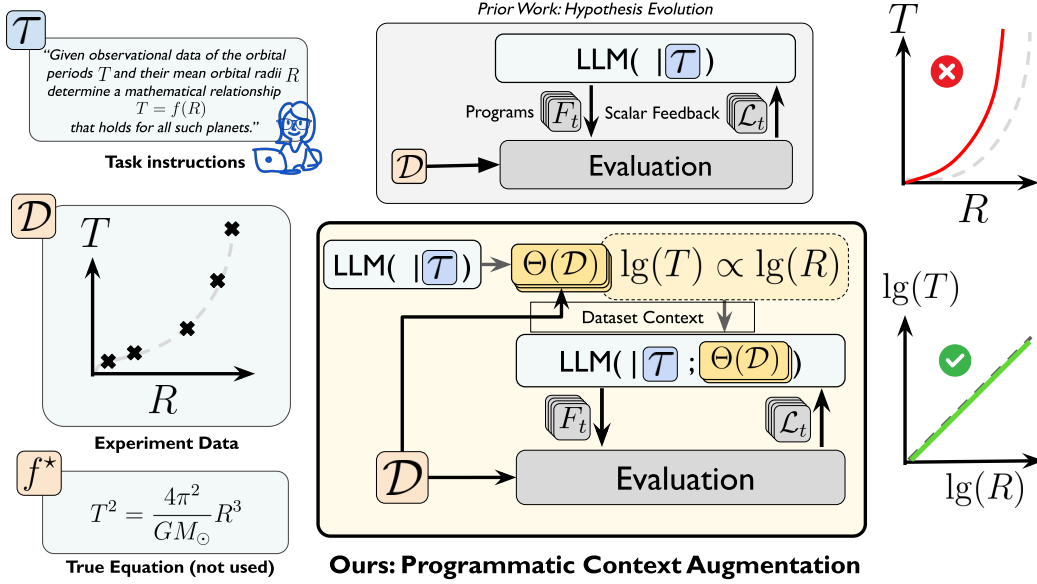 𝒯
“Given observational data of the orbital
periods T and their mean orbital radii R
determine a mathematical relationship
T = f(R)
that holds for all such planets.”
Task instructions
𝒟
T
R
Experiment Data
f⋆
T² = 4π² / GM☉ R³
True Equation (not used)
Prior Work: Hypothesis Evolution
LLM( |𝒯)
Programs F_t Scalar Feedback ℒ_t
𝒟
Evaluation
LLM( |𝒯) Θ(𝒟) lg(T) ∝ lg(R)
Dataset Context
LLM( |𝒯 ; Θ(𝒟))
F_t ℒ_t
𝒟
Evaluation
Ours: Programmatic Context Augmentation
T
R
lg(T)
lg(R)